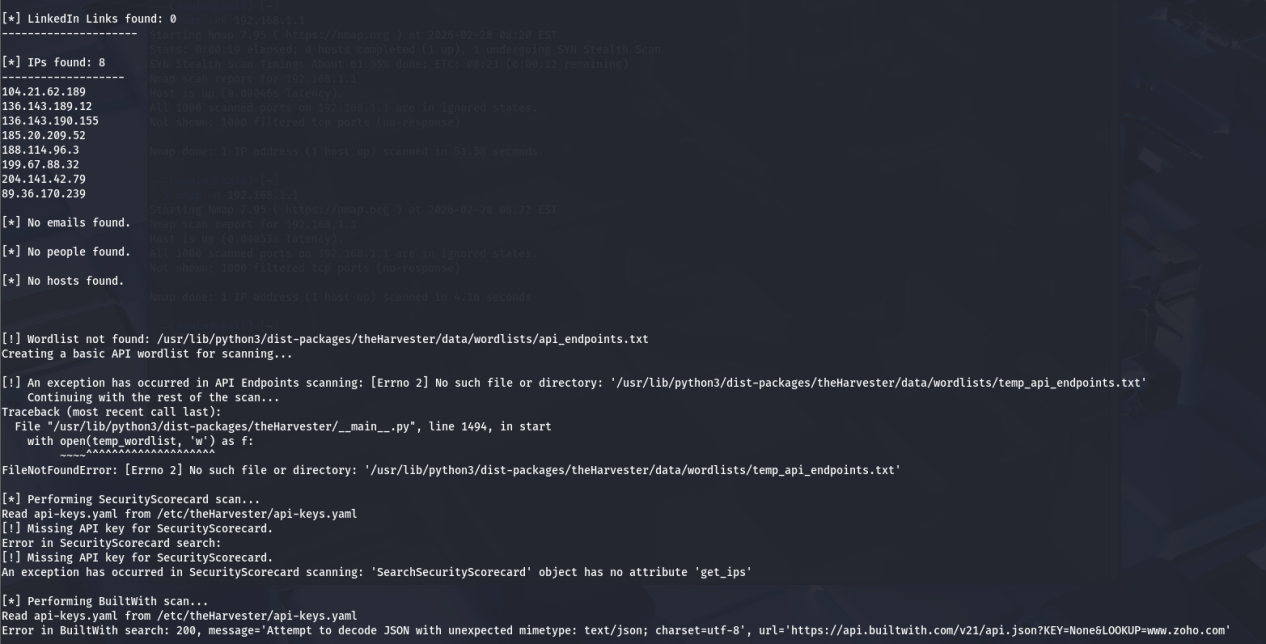 [*] LinkedIn Links found: 0
---------------------
[*] IPs found: 8
-------------------
104.21.62.189
136.143.189.12
136.143.190.155
185.20.209.52
188.114.96.3
199.67.88.32
204.141.42.79
89.36.170.239
[*] No emails found.
[*] No people found.
[*] No hosts found.
[!] Wordlist not found: /usr/lib/python3/dist-packages/theHarvester/data/wordlists/api_endpoints.txt
Creating a basic API wordlist for scanning...
[!] An exception has occurred in API Endpoints scanning: [Errno 2] No such file or directory: '/usr/lib/python3/dist-packages/theHarvester/data/wordlists/temp_api_endpoints.txt'
    Continuing with the rest of the scan...
Traceback (most recent call last):
  File "/usr/lib/python3/dist-packages/theHarvester/__main__.py", line 1494, in start
    with open(temp_wordlist, 'w') as f:
         ~~~~^^^^^^^^^^^^^^^^^^^^
FileNotFoundError: [Errno 2] No such file or directory: '/usr/lib/python3/dist-packages/theHarvester/data/wordlists/temp_api_endpoints.txt'
[*] Performing SecurityScorecard scan...
Read api-keys.yaml from /etc/theHarvester/api-keys.yaml
[!] Missing API key for SecurityScorecard.
Error in SecurityScorecard search:
[!] Missing API key for SecurityScorecard.
An exception has occurred in SecurityScorecard scanning: 'SearchSecurityScorecard' object has no attribute 'get_ips'
[*] Performing BuiltWith scan...
Read api-keys.yaml from /etc/theHarvester/api-keys.yaml
Error in BuiltWith search: 200, message='Attempt to decode JSON with unexpected mimetype: text/json; charset=utf-8', url='https://api.builtwith.com/v21/api.json?KEY=None&LOOKUP=www.zoho.com'